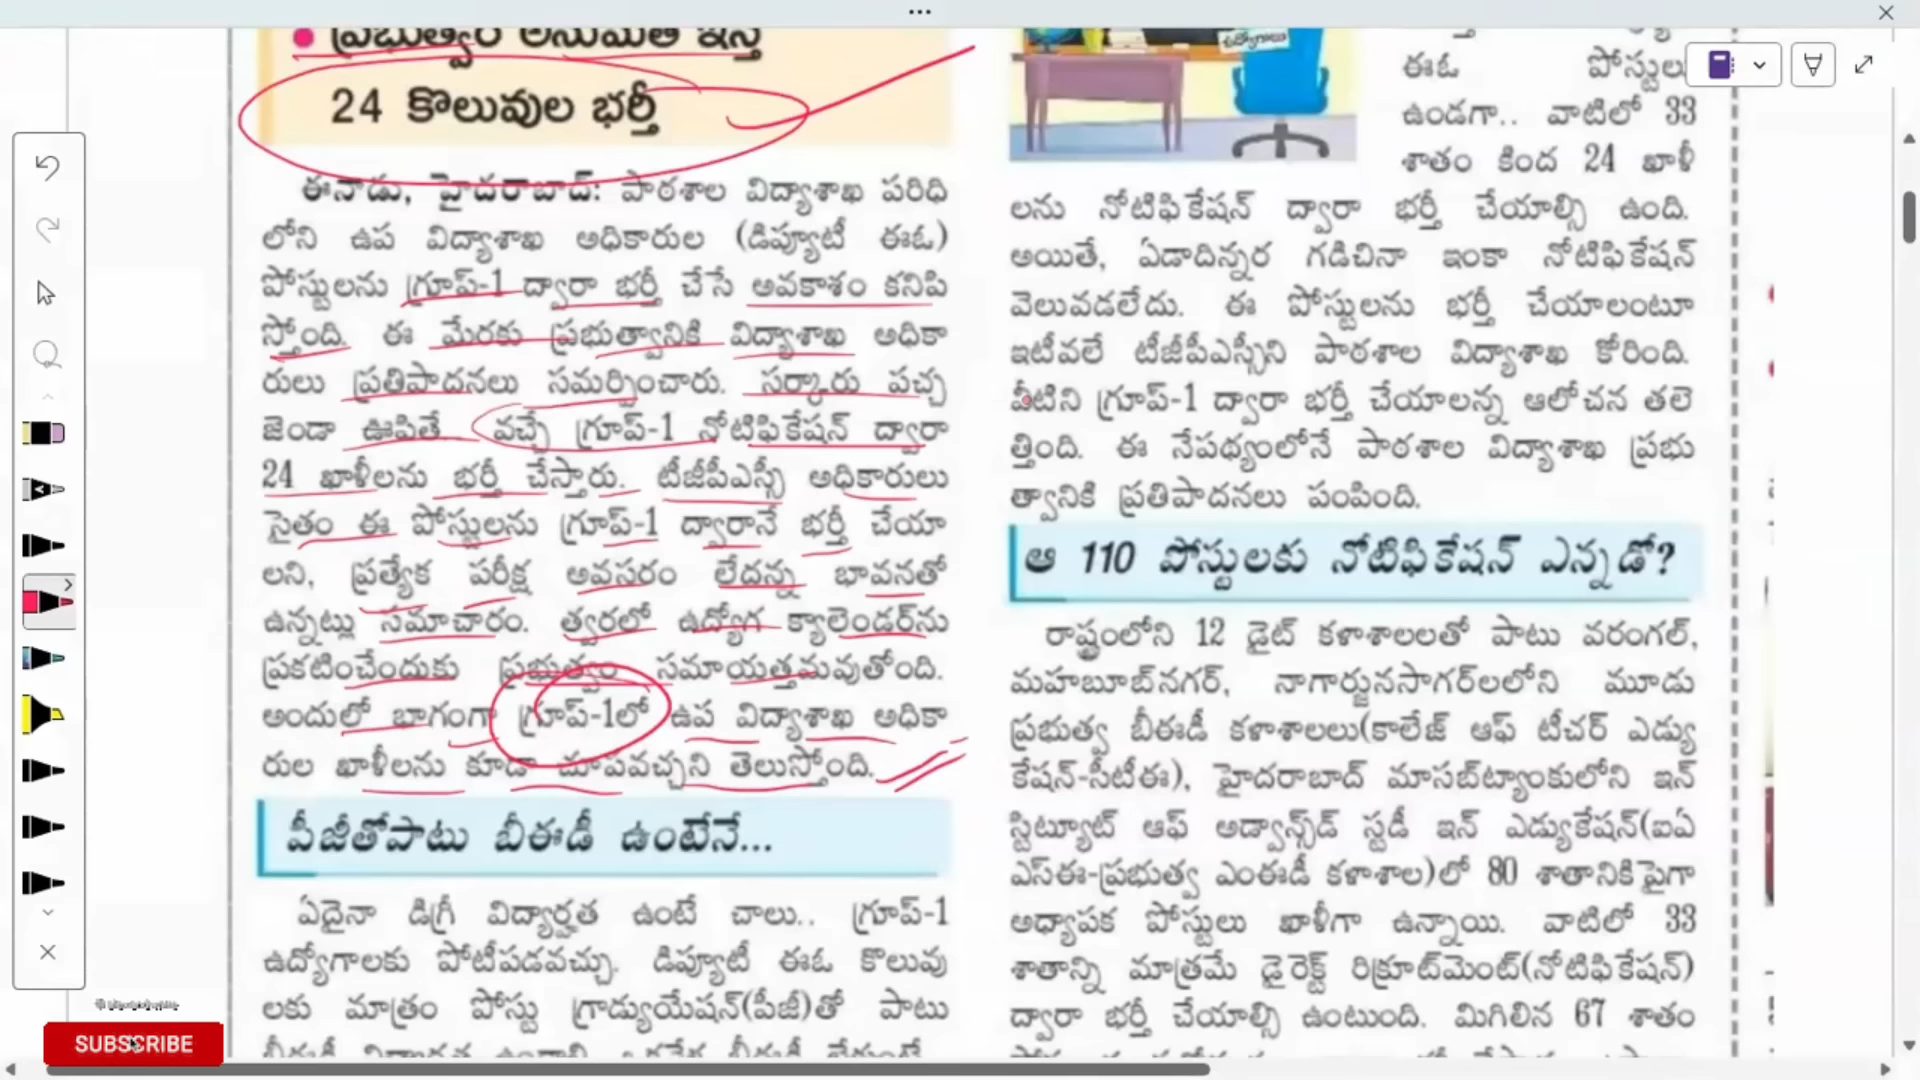 ప్రభుత్వం అనుమతి ఇస్తే
24 కొలువుల భర్తీ
ఈనాడు, హైదరాబాద్: పాఠశాల విద్యాశాఖ పరిధి
లోని ఉప విద్యాశాఖ అధికారుల (డిప్యూటీ ఈఓ)
పోస్టులను గ్రూప్-1 ద్వారా భర్తీ చేసే అవకాశం కనిపి
స్తోంది. ఈ మేరకు ప్రభుత్వానికి విద్యాశాఖ అధికా
రులు ప్రతిపాదనలు సమర్పించారు. సర్కారు పచ్చ
జెండా ఊపితే వచ్చే గ్రూప్-1 నోటిఫికేషన్ ద్వారా
24 ఖాళీలను భర్తీ చేస్తారు. టీజీపీఎస్సీ అధికారులు
సైతం ఈ పోస్టులను గ్రూప్-1 ద్వారానే భర్తీ చేయా
లని, ప్రత్యేక పరీక్ష అవసరం లేదన్న భావనతో
ఉన్నట్లు సమాచారం. త్వరలో ఉద్యోగ క్యాలెండర్‌ను
ప్రకటించేందుకు ప్రభుత్వం సమాయత్తమవుతోంది.
అందులో బాగంగా గ్రూప్-1లో ఉప విద్యాశాఖ అధికా
రుల ఖాళీలను కూడా చూపవచ్చని తెలుస్తోంది.
పీజీతోపాటు బీఈడీ ఉంటేనే...
ఏదైనా డిగ్రీ విద్యార్హత ఉంటే చాలు.. గ్రూప్-1
ఉద్యోగాలకు పోటీపడవచ్చు. డిప్యూటీ ఈఓ కొలువు
లకు మాత్రం పోస్టు గ్రాడ్యుయేషన్(పీజీ)తో పాటు
ఉద్యోగాలు
ఈఓ పోస్టులు
ఉండగా.. వాటిలో 33
శాతం కింద 24 ఖాళీ
లను నోటిఫికేషన్ ద్వారా భర్తీ చేయాల్సి ఉంది.
అయితే, ఏడాదిన్నర గడిచినా ఇంకా నోటిఫికేషన్
వెలువడలేదు. ఈ పోస్టులను భర్తీ చేయాలంటూ
ఇటీవలే టీజీపీఎస్సీని పాఠశాల విద్యాశాఖ కోరింది.
వీటిని గ్రూప్-1 ద్వారా భర్తీ చేయాలన్న ఆలోచన తలె
త్తింది. ఈ నేపథ్యంలోనే పాఠశాల విద్యాశాఖ ప్రభు
త్వానికి ప్రతిపాదనలు పంపింది.
ఆ 110 పోస్టులకు నోటిఫికేషన్ ఎన్నడో?
రాష్ట్రంలోని 12 డైట్ కళాశాలలతో పాటు వరంగల్,
మహబూబ్‌నగర్, నాగార్జునసాగర్‌లలోని మూడు
ప్రభుత్వ బీఈడీ కళాశాలలు(కాలేజ్ ఆఫ్ టీచర్ ఎడ్యు
కేషన్-సీటీఈ), హైదరాబాద్ మాసబ్‌ట్యాంకులోని ఇన్
స్టిట్యూట్ ఆఫ్ అడ్వాన్స్‌డ్ స్టడీ ఇన్ ఎడ్యుకేషన్(ఐఏ
ఎస్ఈ-ప్రభుత్వ ఎంఈడీ కళాశాల)లో 80 శాతానికిపైగా
అధ్యాపక పోస్టులు ఖాళీగా ఉన్నాయి. వాటిలో 33
శాతాన్ని మాత్రమే డైరెక్ట్ రిక్రూట్‌మెంట్(నోటిఫికేషన్)
ద్వారా భర్తీ చేయాల్సి ఉంటుంది. మిగిలిన 67 శాతం
SUBSCRIBE